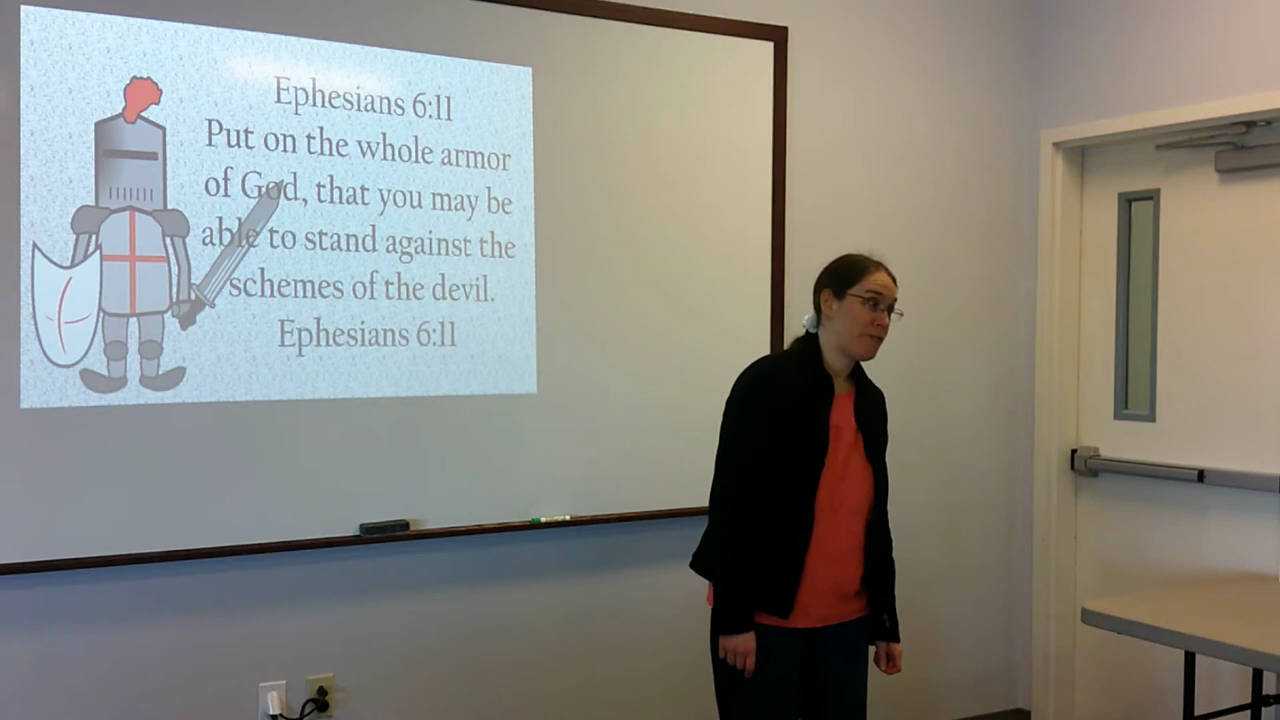 Ephesians 6:11
Put on the whole armor
of God, that you may be
able to stand against the
schemes of the devil.
Ephesians 6:11